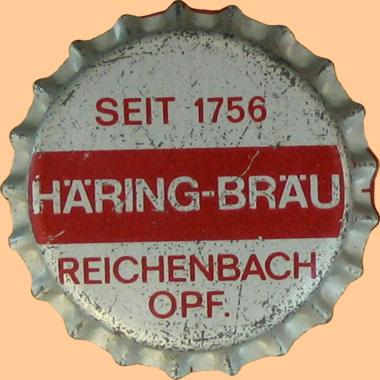 SEIT 1756
HÄRING-BRÄU
REICHENBACH
OPF.